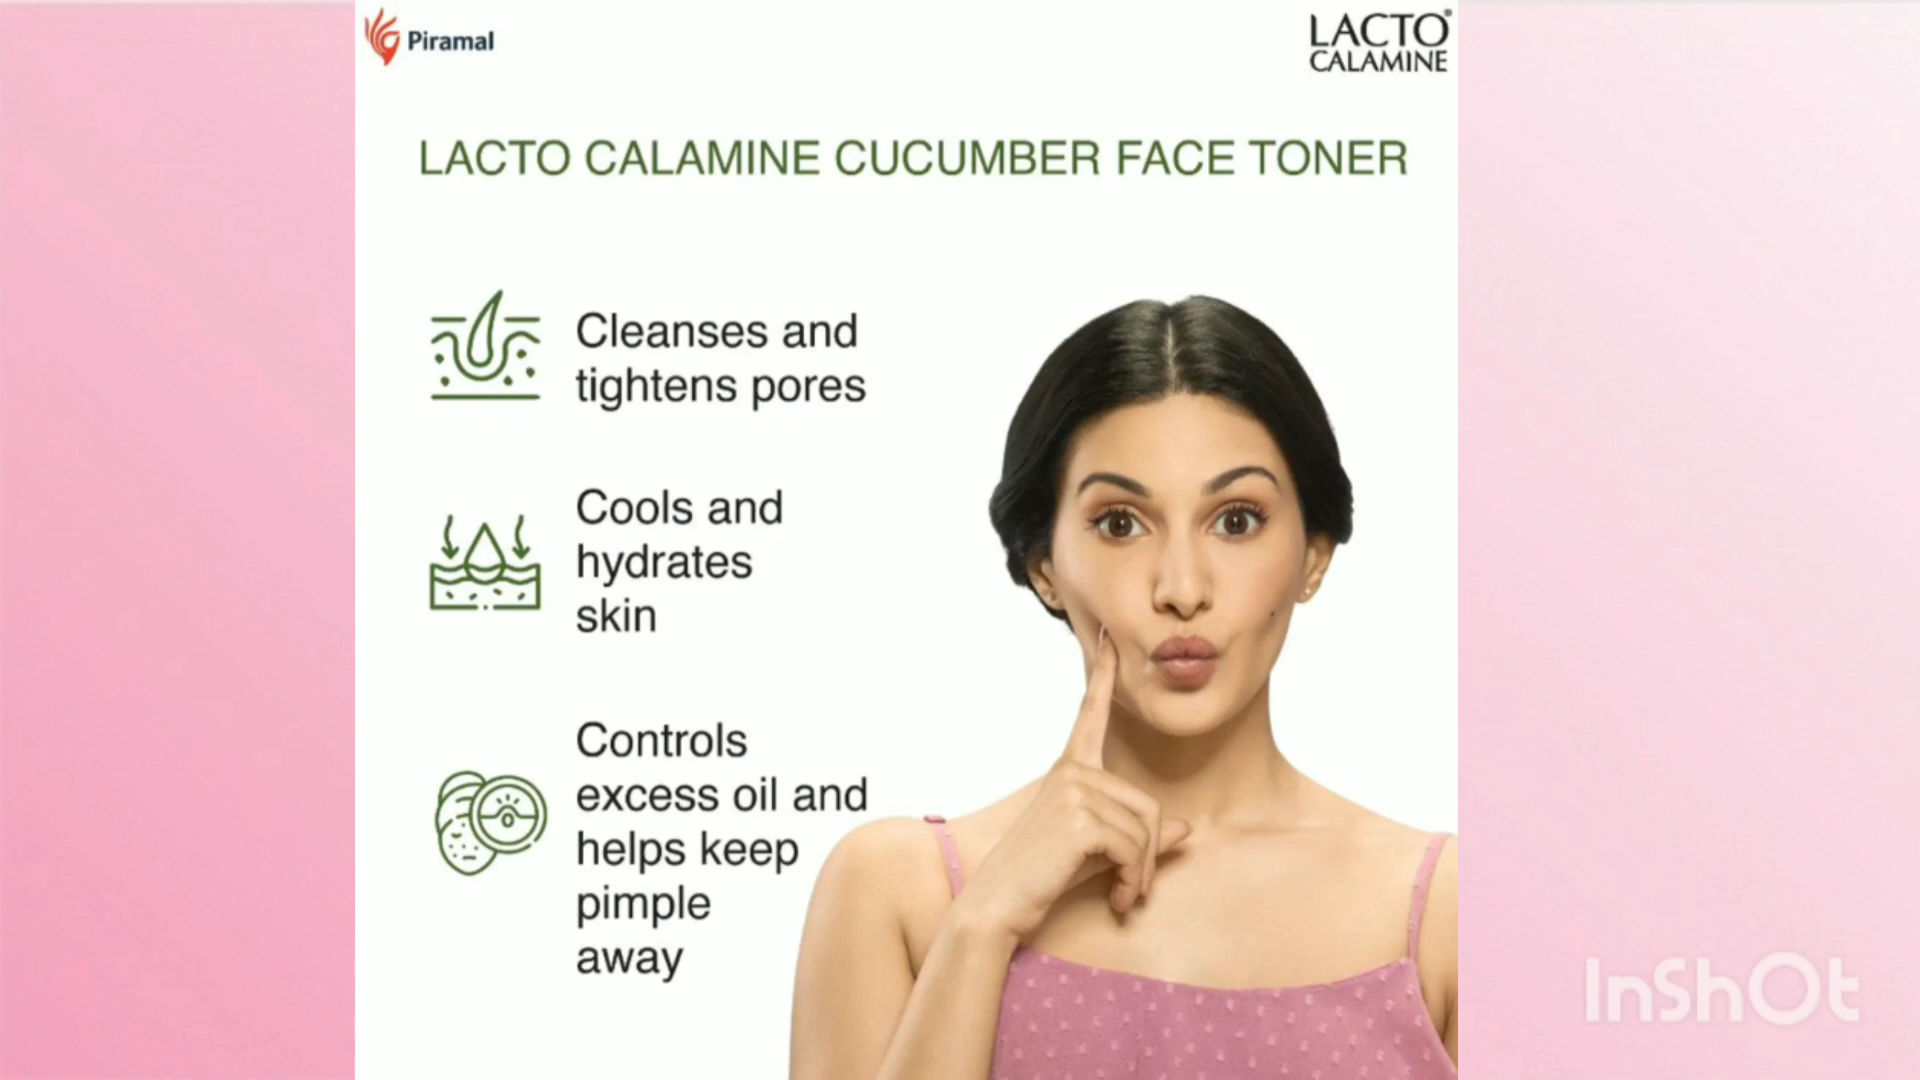 Piramal
LACTO®
CALAMINE
LACTO CALAMINE CUCUMBER FACE TONER
Cleanses and
tightens pores
Cools and
hydrates
skin
Controls
excess oil and
helps keep
pimple
away
InShOt